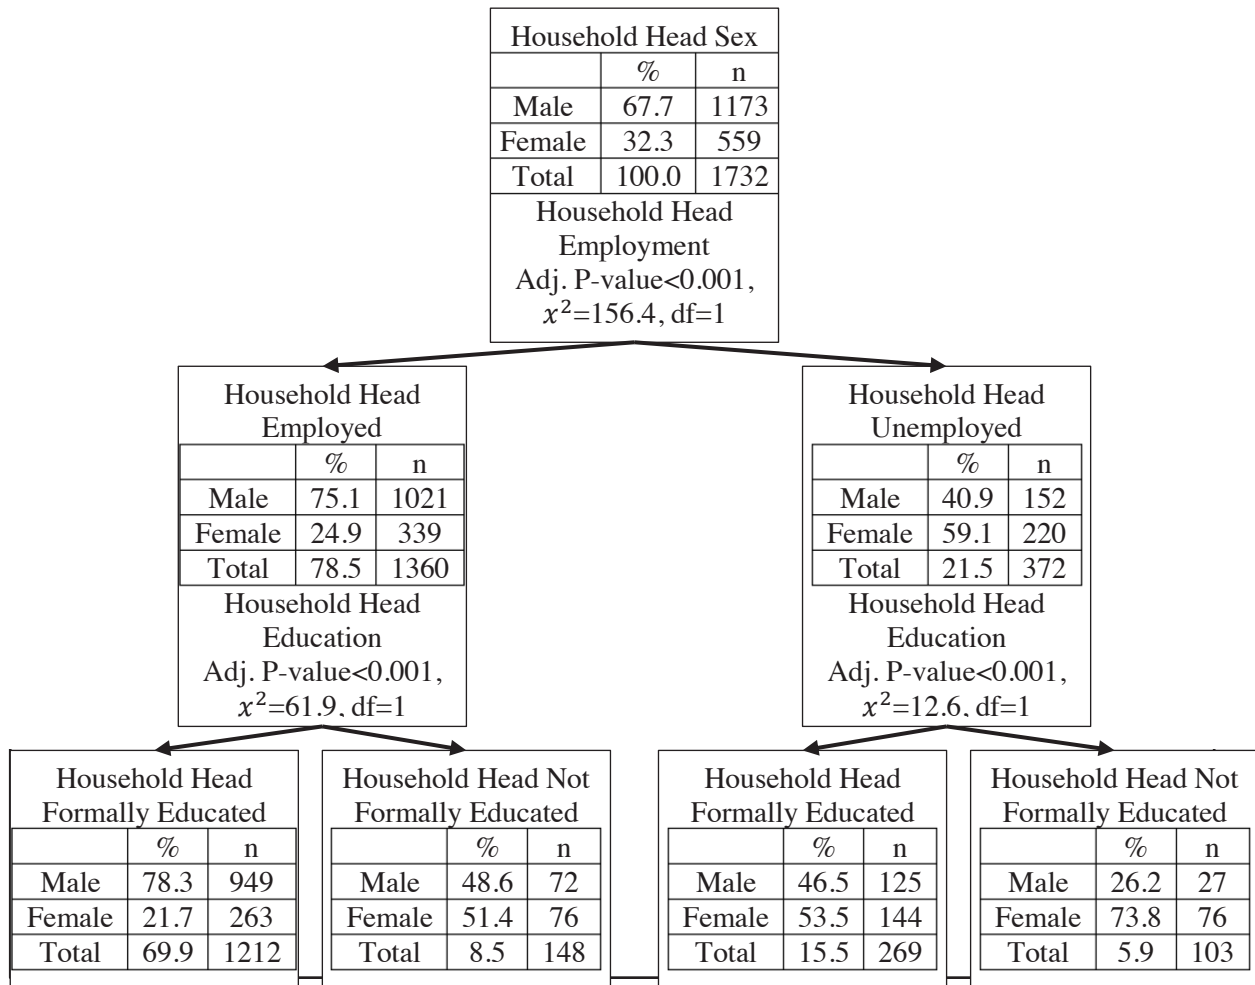 Household Head Sex
% n
Male 67.7 1173
Female 32.3 559
Total 100.0 1732
Household Head
Employment
Adj. P-value<0.001,
x²=156.4, df=1
Household Head
Employed
% n
Male 75.1 1021
Female 24.9 339
Total 78.5 1360
Household Head
Education
Adj. P-value<0.001,
x²=61.9, df=1
Household Head
Unemployed
% n
Male 40.9 152
Female 59.1 220
Total 21.5 372
Household Head
Education
Adj. P-value<0.001,
x²=12.6, df=1
Household Head
Formally Educated
% n
Male 78.3 949
Female 21.7 263
Total 69.9 1212
Household Head Not
Formally Educated
% n
Male 48.6 72
Female 51.4 76
Total 8.5 148
Household Head
Formally Educated
% n
Male 46.5 125
Female 53.5 144
Total 15.5 269
Household Head Not
Formally Educated
% n
Male 26.2 27
Female 73.8 76
Total 5.9 103